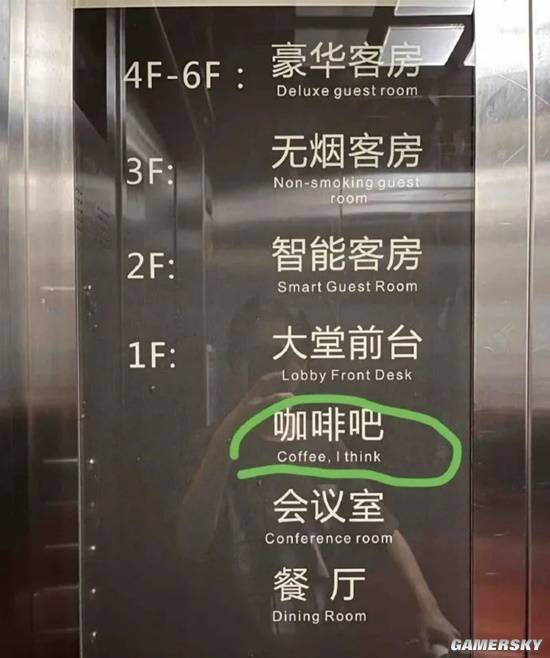 4F-6F： 豪华客房
Deluxe guest room
3F: 无烟客房
Non-smoking guest
room
2F: 智能客房
Smart Guest Room
1F: 大堂前台
Lobby Front Desk
咖啡吧
Coffee, I think
会议室
Conference room
餐厅
Dining Room
GAMERSKY